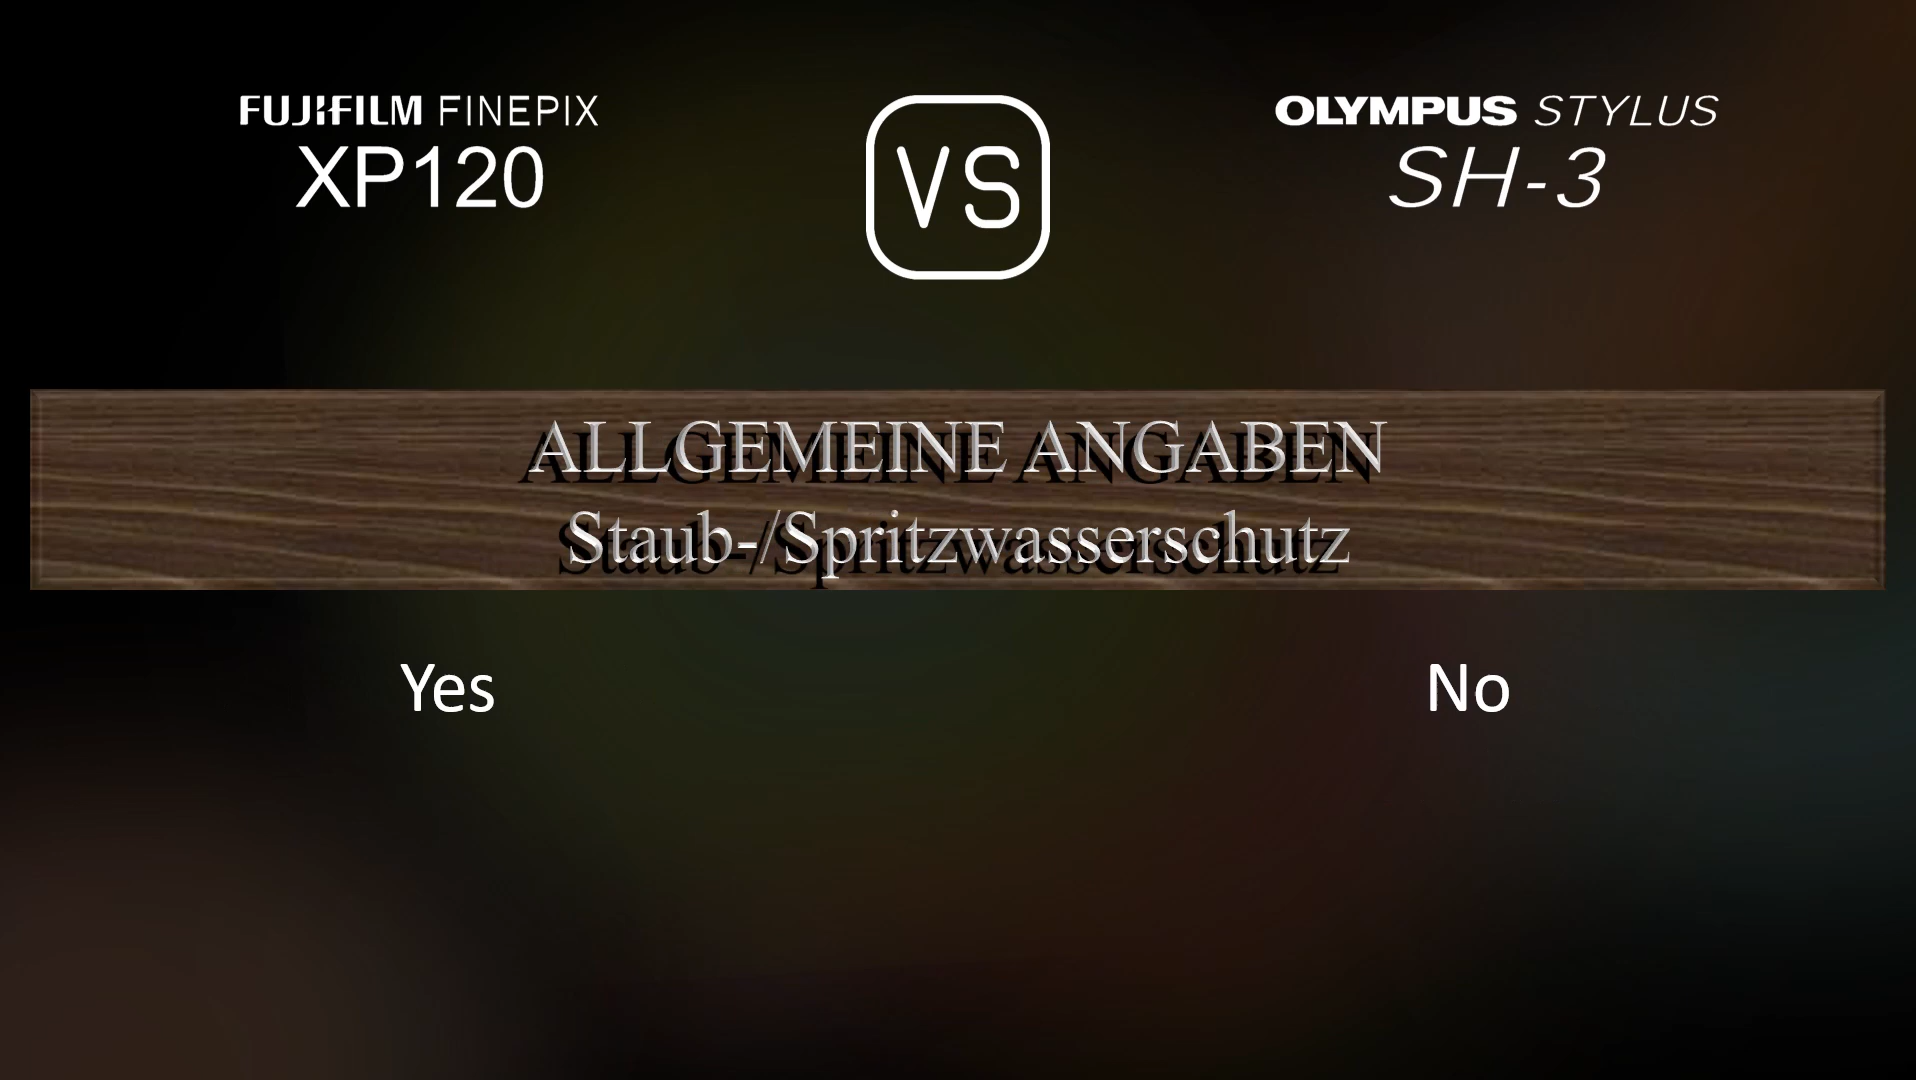 FUJIFILM FINEPIX
XP120
VS
OLYMPUS STYLUS
SH-3
ALLGEMEINE ANGABEN
Staub-/Spritzwasserschutz
Yes
No